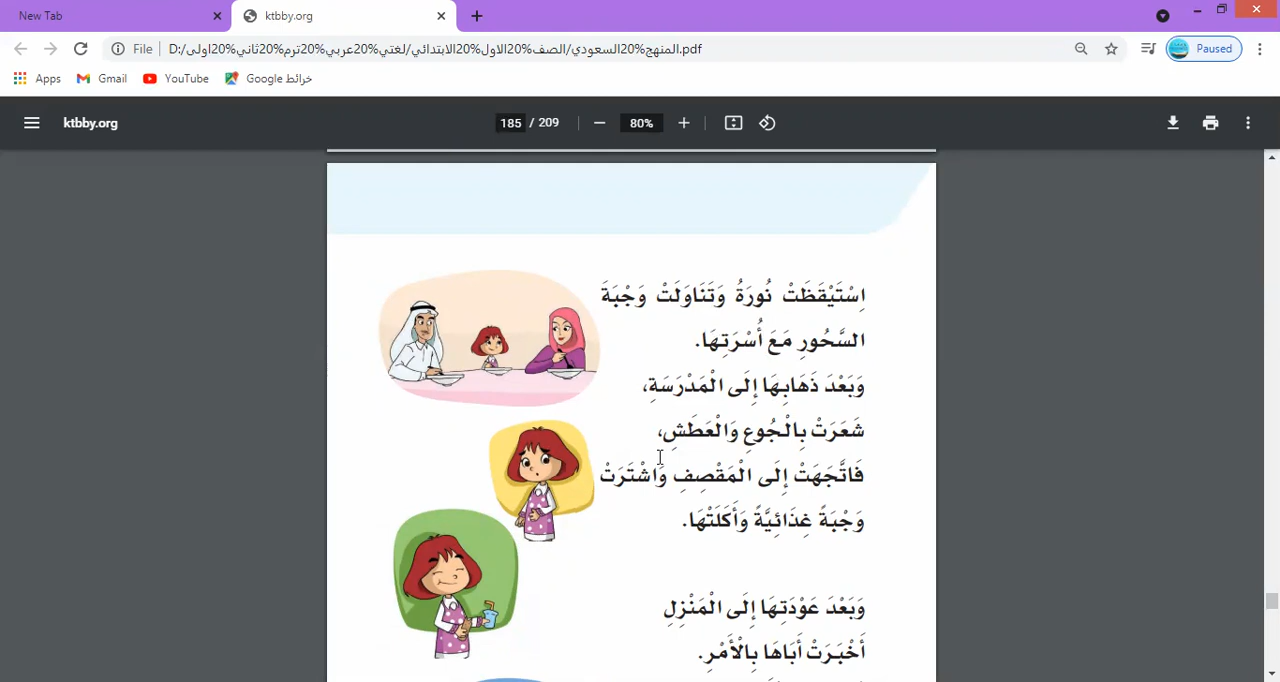 New Tab
ktbby.org
File D:/المنهج%20السعودي/الصف%20الاول%20الابتدائي/لغتي%20عربي%20ترم%20ثاني%20اولى.pdf
Paused
Apps Gmail YouTube خرائط Google
ktbby.org 185 / 209 80%
اِسْتَيْقَظَتْ نُورَةُ وَتَنَاوَلَتْ وَجْبَةَ
السَّحُورِ مَعَ أُسْرَتِهَا.
وَبَعْدَ ذَهَابِهَا إِلَى الْمَدْرَسَةِ،
شَعَرَتْ بِالْجُوعِ وَالْعَطَشِ،
فَاتَّجَهَتْ إِلَى الْمَقْصِفِ وَاشْتَرَتْ
وَجْبَةً غِذَائِيَّةً وَأَكَلَتْهَا.
وَبَعْدَ عَوْدَتِهَا إِلَى الْمَنْزِلِ
أَخْبَرَتْ أَبَاهَا بِالْأَمْرِ.